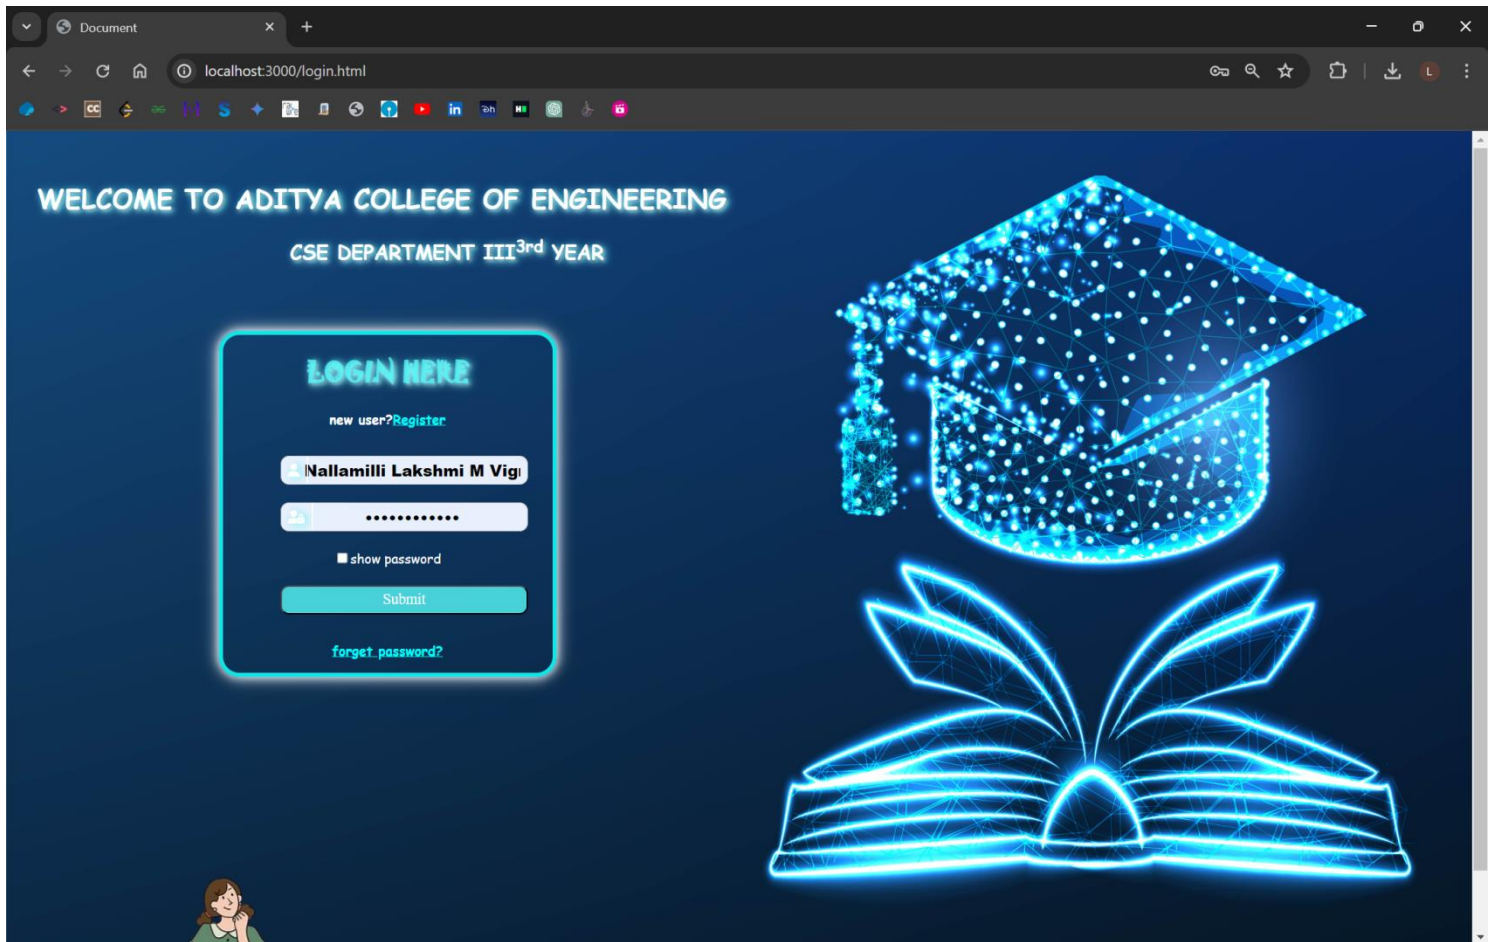 Document
localhost:3000/login.html
L
WELCOME TO ADITYA COLLEGE OF ENGINEERING
CSE DEPARTMENT III3rd YEAR
LOGIN HERE
new user?Register
Nallamilli Lakshmi M Vig
show password
Submit
forget password?